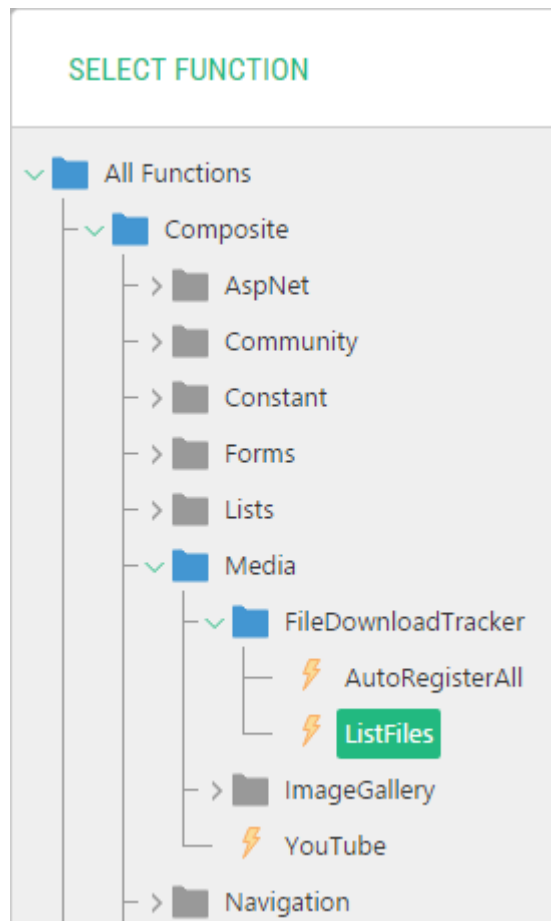 SELECT FUNCTION
All Functions
Composite
AspNet
Community
Constant
Forms
Lists
Media
FileDownloadTracker
AutoRegisterAll
ListFiles
ImageGallery
YouTube
Navigation